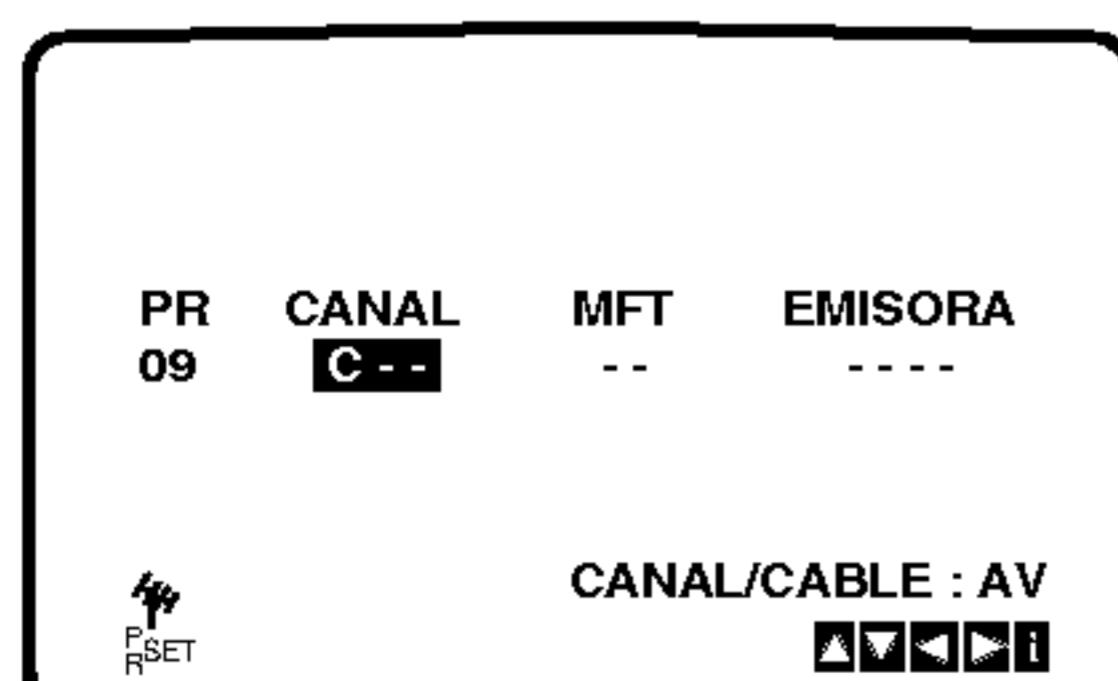 PR CANAL MFT EMISORA
09 C - - - - - - - -
CANAL/CABLE : AV
PR SET
i